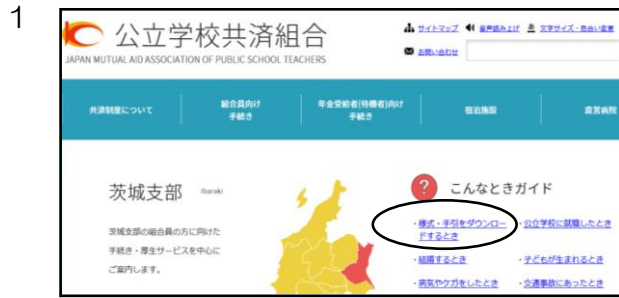 1
公立学校共済組合
JAPAN MUTUAL AID ASSOCIATION OF PUBLIC SCHOOL TEACHERS
サイトマップ 音声読み上げ 文字サイズ・色合い変更
お問い合わせ
共済制度について
組合員向け
手続き
年金受給者(待機者)向け
手続き
宿泊施設
直営病院
茨城支部 Ibaraki
茨城支部の組合員の方に向けた
手続き・厚生サービスを中心に
ご案内します。
? こんなときガイド
・様式・手引をダウンロー
ドするとき
・公立学校に就職したとき
・結婚するとき
・子どもが生まれるとき
・病気やケガをしたとき
・交通事故にあったとき